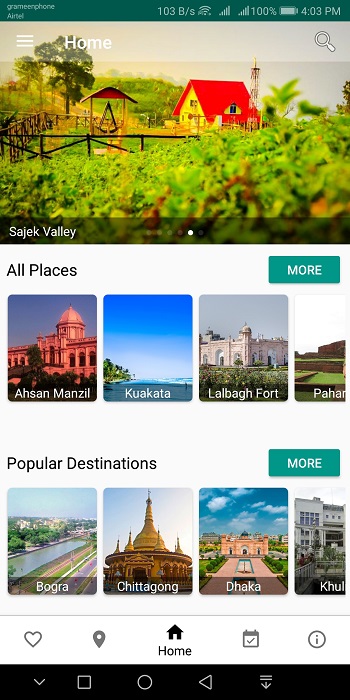 grameenphone
Airtel
103 B/s
100%
4:03 PM
Home
Sajek Valley
All Places
MORE
Ahsan Manzil
Kuakata
Lalbagh Fort
Pahar
Popular Destinations
MORE
Bogra
Chittagong
Dhaka
Khul
Home